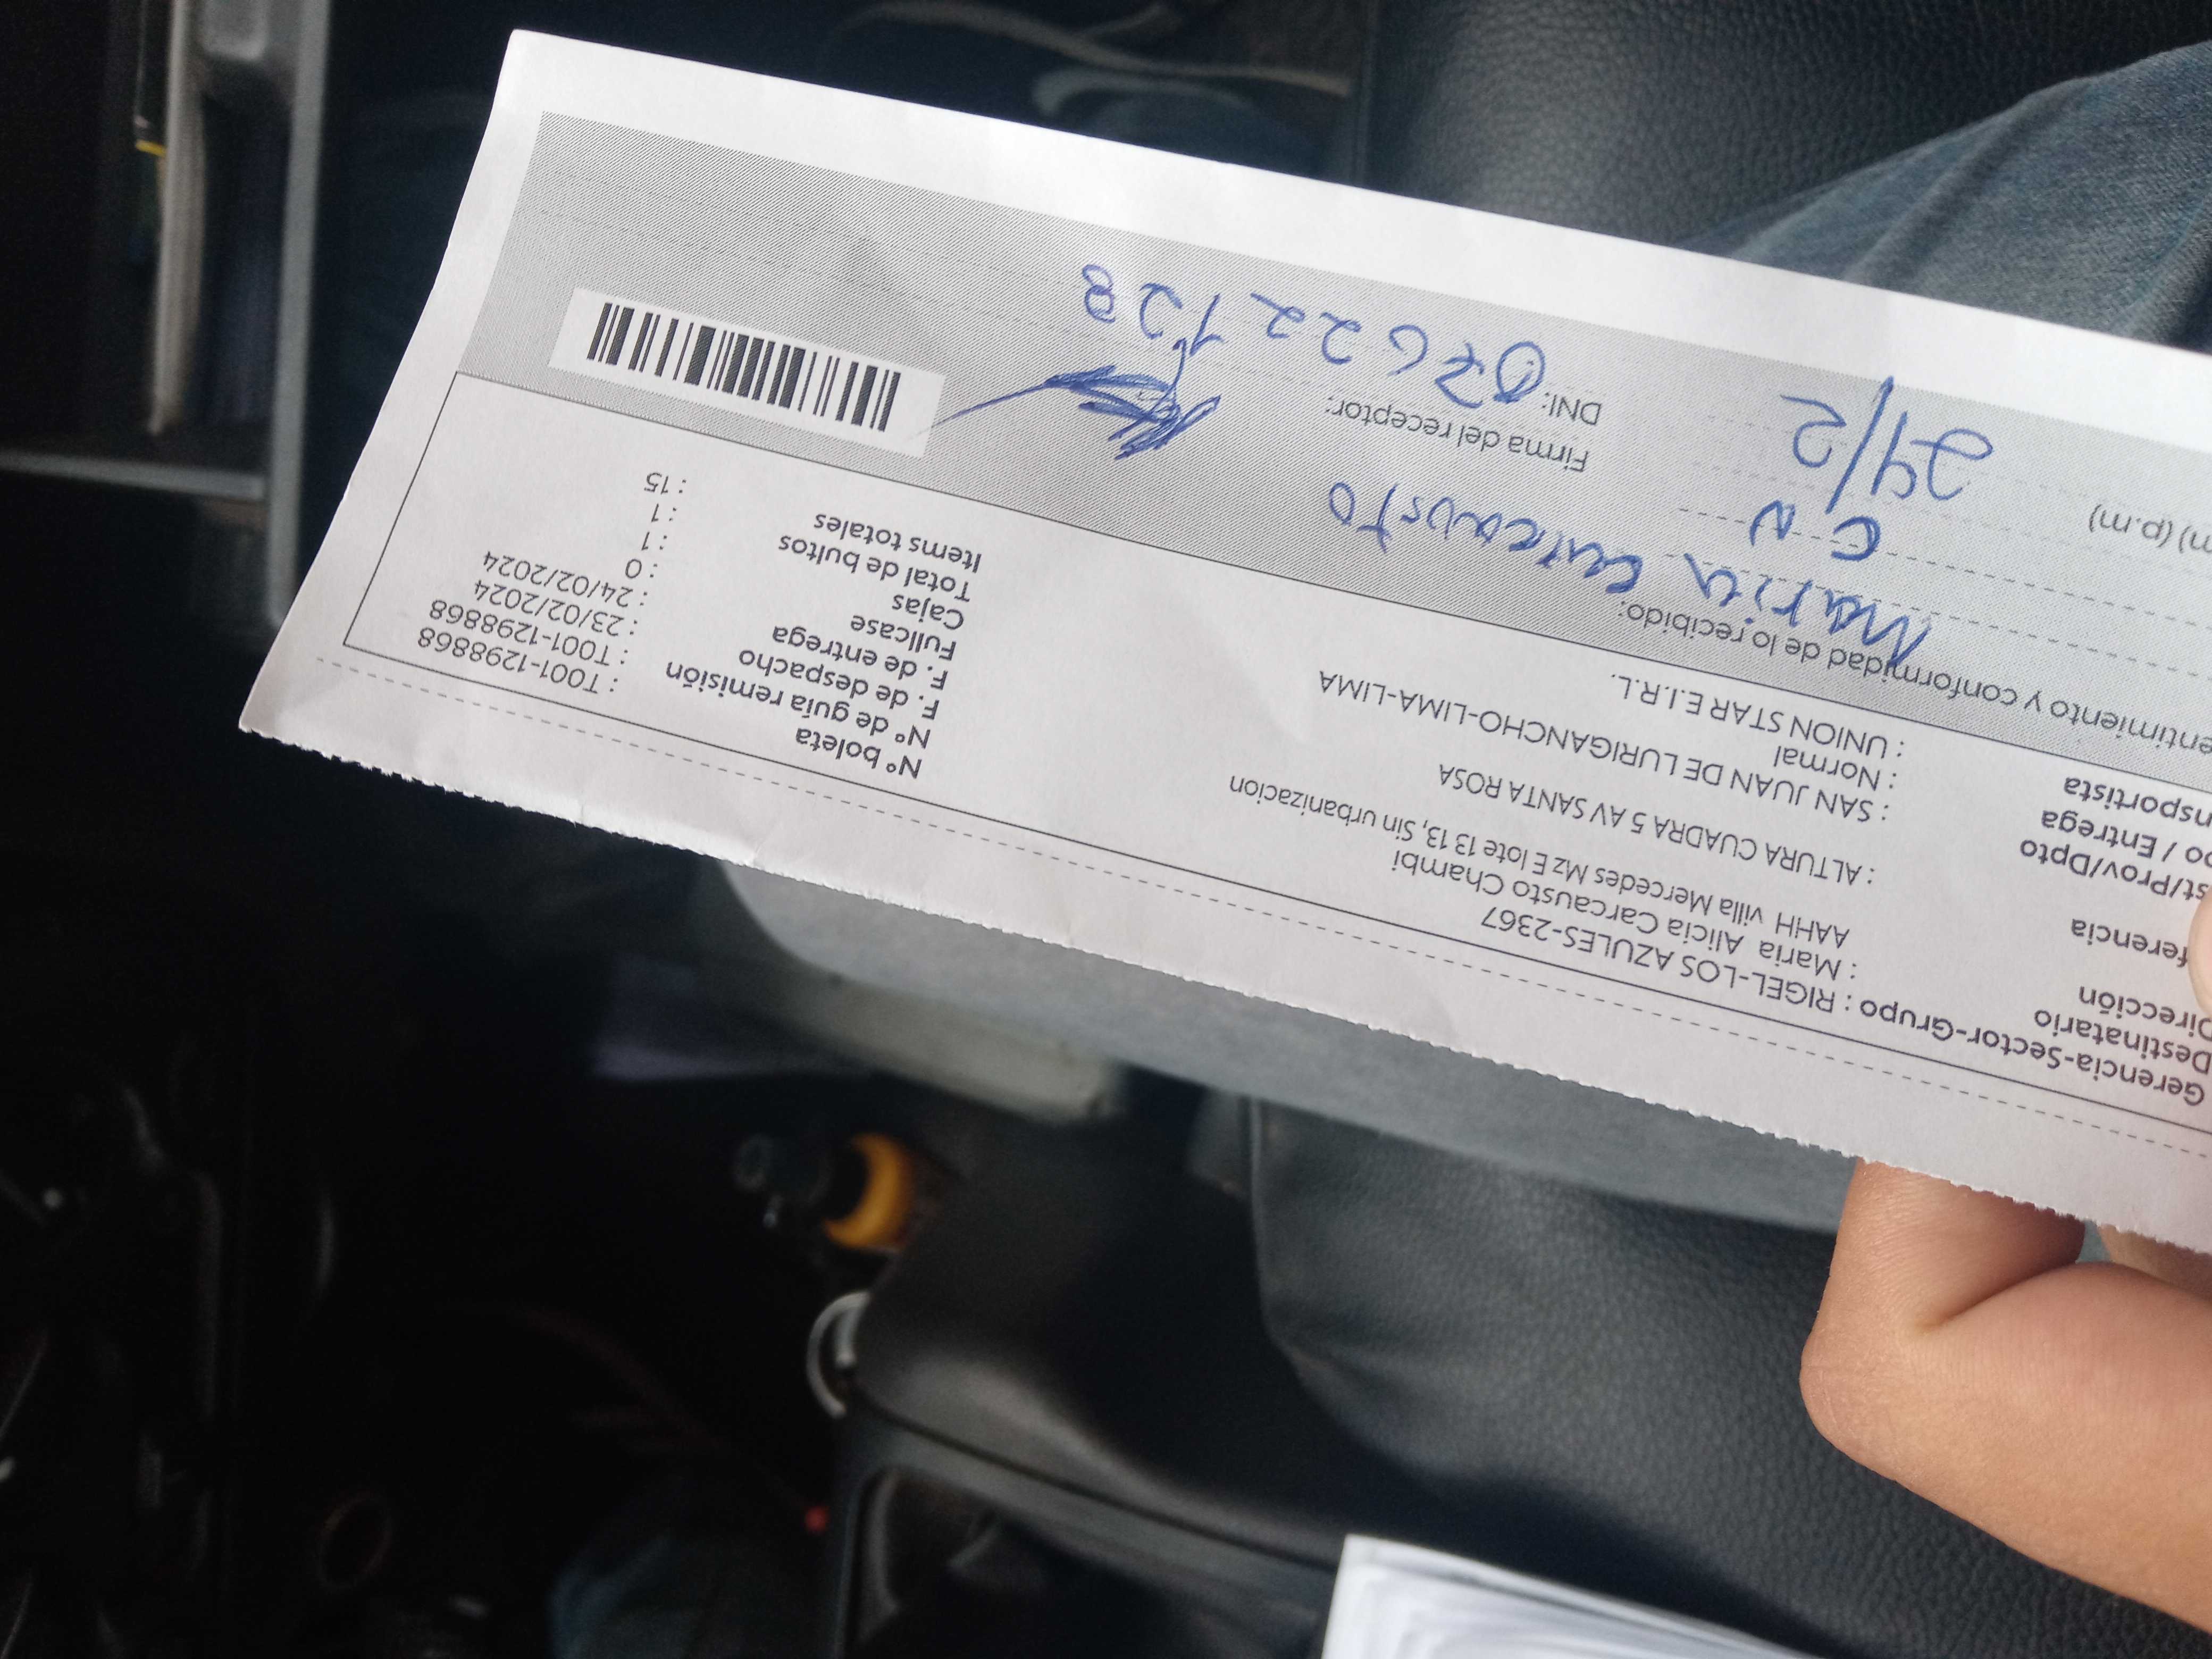 Gerencia-Sector-Grupo : RIGEL-LOS AZULES-2367
Destinatario : Maria Alicia Carcausto Chambi
Dirección AAHH villa Mercedes Mz E lote 13 13, Sin urbanizacion
ferencia : ALTURA CUADRA 5 AV SANTA ROSA
st/Prov/Dpto : SAN JUAN DE LURIGANCHO-LIMA-LIMA
po / Entrega : Normal
nsportista : UNION STAR E.I.R.L.
N° boleta : T001-1298868
N° de guía remisión : T001-1298868
F. de despacho : 23/02/2024
F. de entrega : 24/02/2024
Fullcase : 0
Cajas : 1
Total de bultos : 1
Items totales : 15
entimiento y conformidad de lo recibido:
Maria Carcausto
C N
m) (p.m) 24/2
Firma del receptor:
DNI: 07622128